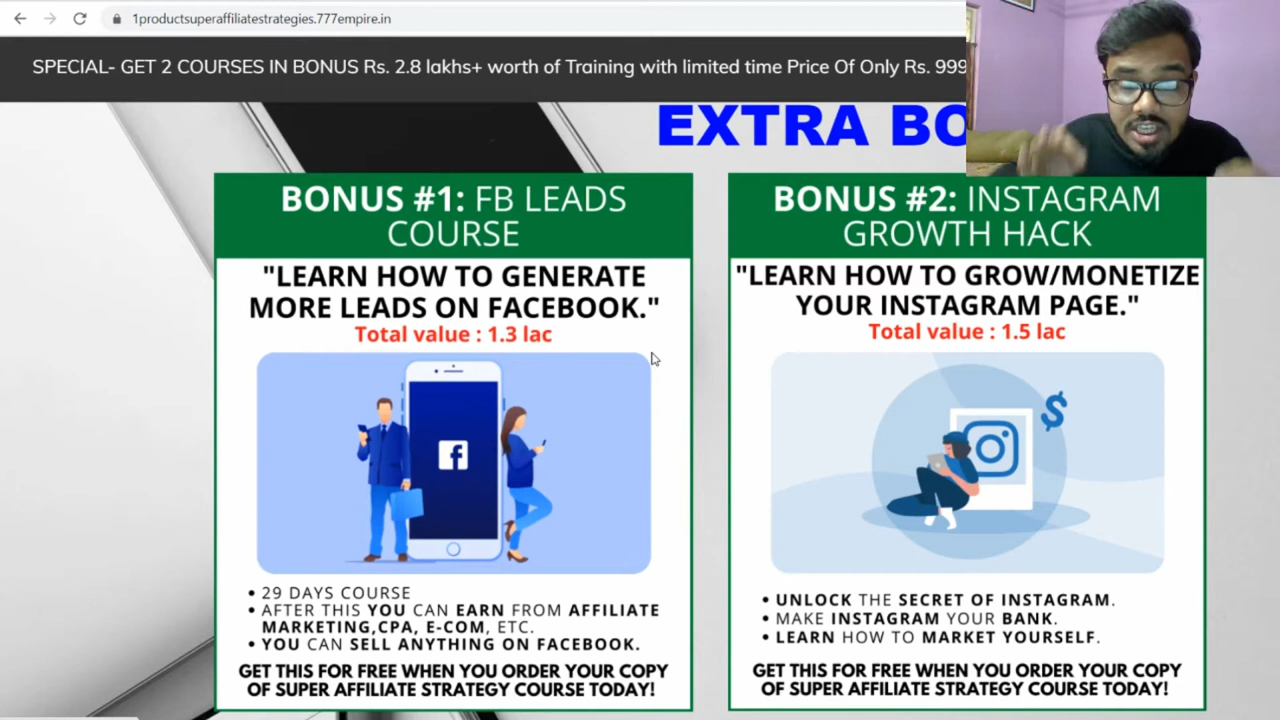 1productsuperaffiliatestrategies.777empire.in
SPECIAL- GET 2 COURSES IN BONUS Rs. 2.8 lakhs+ worth of Training with limited time Price Of Only Rs. 999
EXTRA BO
BONUS #1: FB LEADS
COURSE
"LEARN HOW TO GENERATE
MORE LEADS ON FACEBOOK."
Total value : 1.3 lac
• 29 DAYS COURSE
• AFTER THIS YOU CAN EARN FROM AFFILIATE
MARKETING,CPA, E-COM, ETC.
• YOU CAN SELL ANYTHING ON FACEBOOK.
GET THIS FOR FREE WHEN YOU ORDER YOUR COPY
OF SUPER AFFILIATE STRATEGY COURSE TODAY!
BONUS #2: INSTAGRAM
GROWTH HACK
"LEARN HOW TO GROW/MONETIZE
YOUR INSTAGRAM PAGE."
Total value : 1.5 lac
• UNLOCK THE SECRET OF INSTAGRAM.
• MAKE INSTAGRAM YOUR BANK.
• LEARN HOW TO MARKET YOURSELF.
GET THIS FOR FREE WHEN YOU ORDER YOUR COPY
OF SUPER AFFILIATE STRATEGY COURSE TODAY!